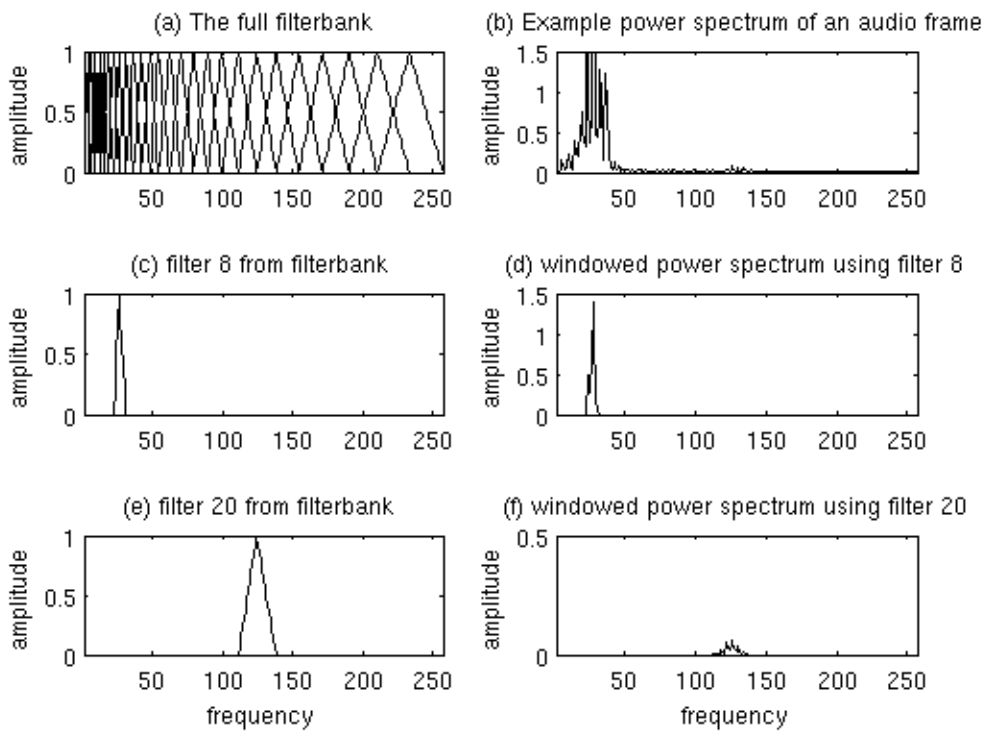 (a) The full filterbank
amplitude
1
0.5
0
50 100 150 200 250
(b) Example power spectrum of an audio frame
amplitude
1.5
1
0.5
0
50 100 150 200 250
(c) filter 8 from filterbank
amplitude
1
0.5
0
50 100 150 200 250
(d) windowed power spectrum using filter 8
amplitude
1.5
1
0.5
0
50 100 150 200 250
(e) filter 20 from filterbank
amplitude
1
0.5
0
50 100 150 200 250
frequency
(f) windowed power spectrum using filter 20
amplitude
0.5
0
50 100 150 200 250
frequency